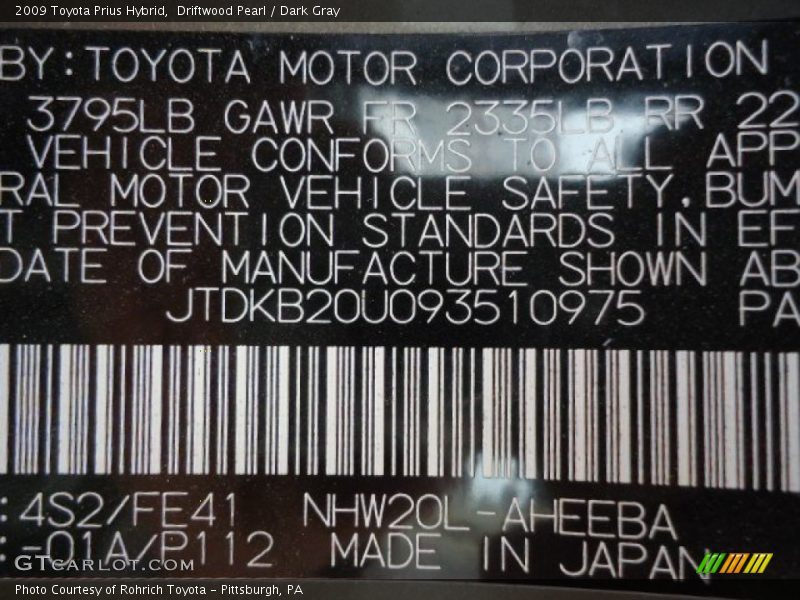 2009 Toyota Prius Hybrid,  Driftwood Pearl / Dark Gray
BY:TOYOTA MOTOR CORPORATION
3795LB GAWR FR 2335LB RR 22
VEHICLE CONFORMS TO ALL APP
RAL MOTOR VEHICLE SAFETY,BUM
T PREVENTION STANDARDS IN EF
DATE OF MANUFACTURE SHOWN AB
JTDKB20U093510975 PA
: 4S2/FE41 NHW20L-AHEEBA
: -01A/P112 MADE IN JAPAN
GTcarlot.com
Photo Courtesy of Rohrich Toyota - Pittsburgh, PA